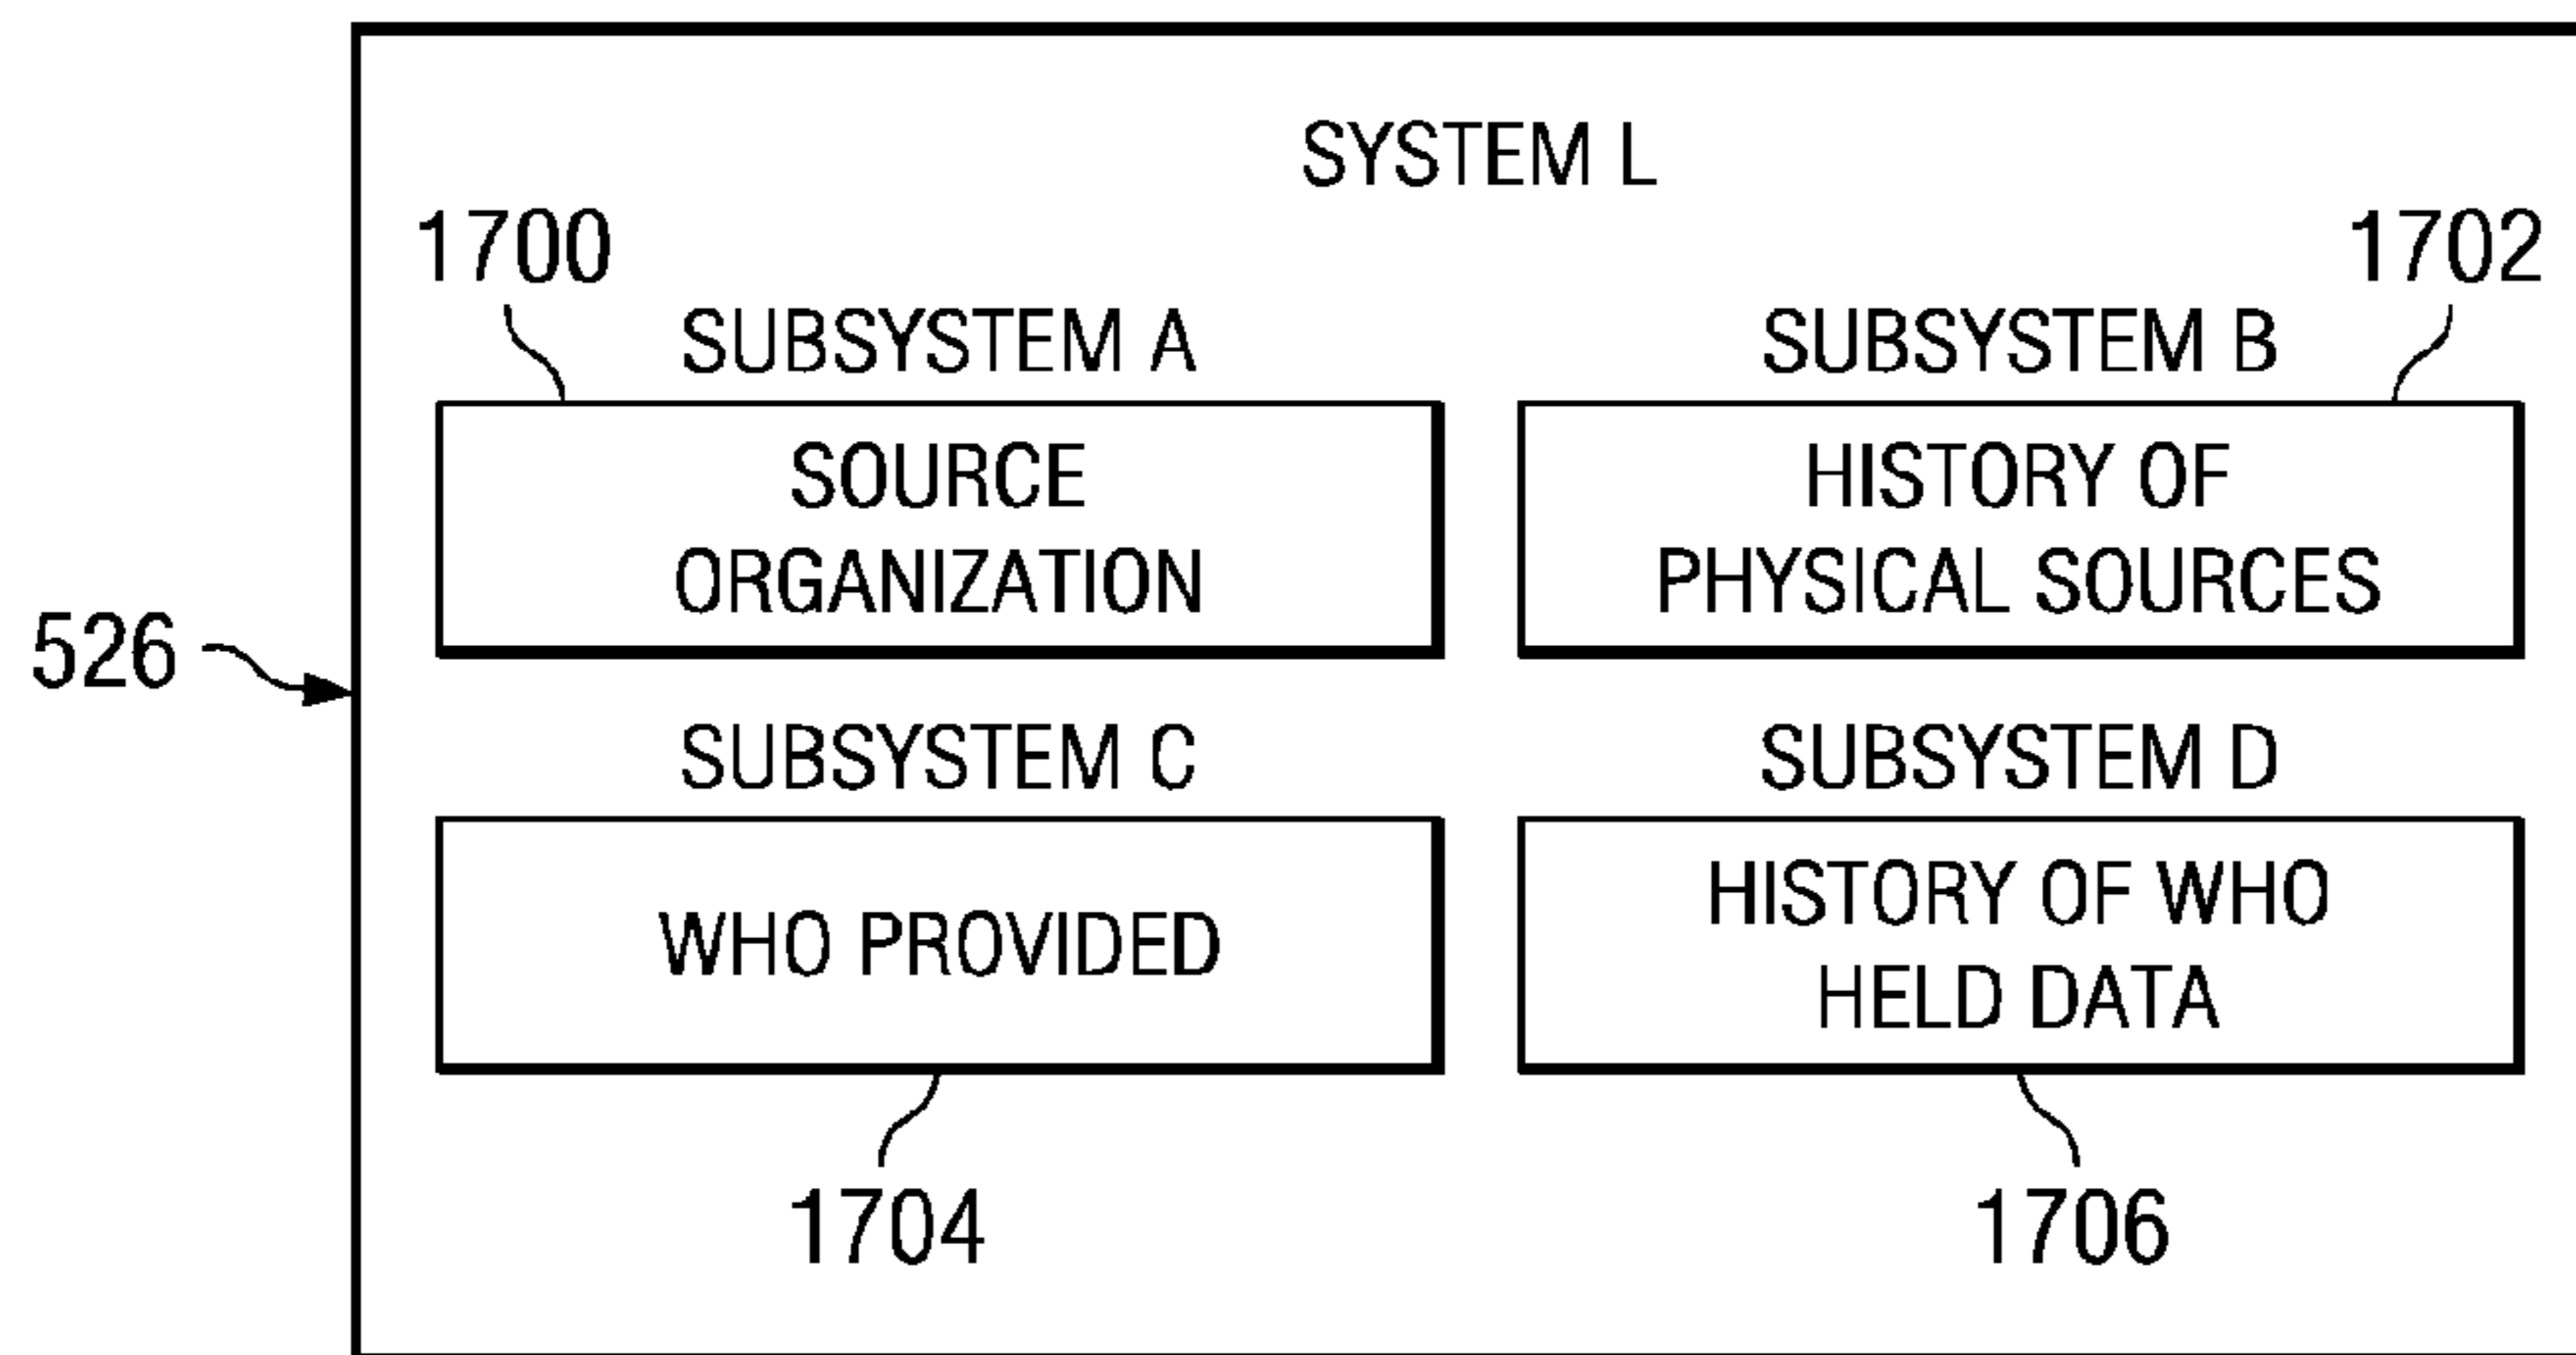 SYSTEM L
1700
1702
SUBSYSTEM A
SUBSYSTEM B
SOURCE
ORGANIZATION
HISTORY OF
PHYSICAL SOURCES
526
SUBSYSTEM C
SUBSYSTEM D
WHO PROVIDED
HISTORY OF WHO
HELD DATA
1704
1706